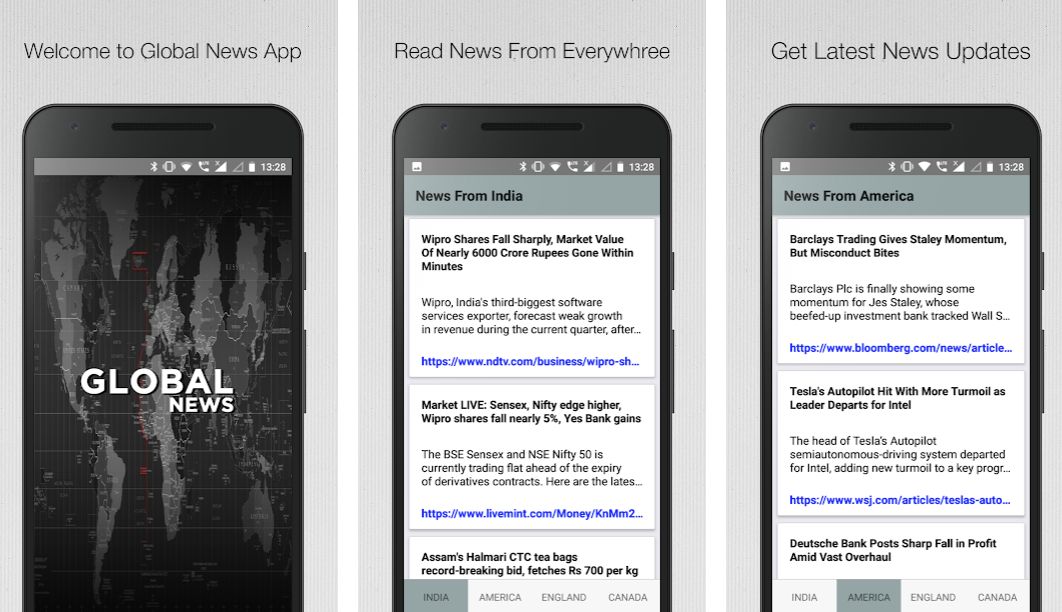 Welcome to Global News App
13:28
GLOBAL
NEWS
Read News From Everywhree
13:28
News From India
Wipro Shares Fall Sharply, Market Value
Of Nearly 6000 Crore Rupees Gone Within
Minutes
Wipro, India's third-biggest software
services exporter, forecast weak growth
in revenue during the current quarter, after...
https://www.ndtv.com/business/wipro-sh...
Market LIVE: Sensex, Nifty edge higher,
Wipro shares fall nearly 5%, Yes Bank gains
The BSE Sensex and NSE Nifty 50 is
currently trading flat ahead of the expiry
of derivatives contracts. Here are the lates...
https://www.livemint.com/Money/KnMm2...
Assam's Halmari CTC tea bags
record-breaking bid, fetches Rs 700 per kg
INDIA AMERICA ENGLAND CANADA
Get Latest News Updates
13:28
News From America
Barclays Trading Gives Staley Momentum,
But Misconduct Bites
Barclays Plc is finally showing some
momentum for Jes Staley, whose
beefed-up investment bank tracked Wall S...
https://www.bloomberg.com/news/article...
Tesla's Autopilot Hit With More Turmoil as
Leader Departs for Intel
The head of Tesla's Autopilot
semiautonomous-driving system departed
for Intel, adding new turmoil to a key progr...
https://www.wsj.com/articles/teslas-auto...
Deutsche Bank Posts Sharp Fall in Profit
Amid Vast Overhaul
INDIA AMERICA ENGLAND CANADA